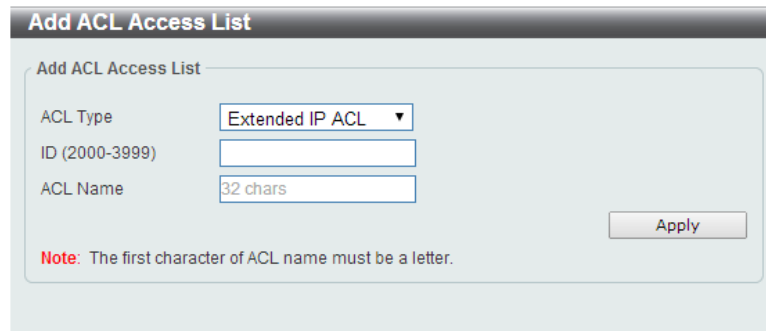 Add ACL Access List
Add ACL Access List
ACL Type Extended IP ACL
ID (2000-3999)
ACL Name 32 chars
Apply
Note: The first character of ACL name must be a letter.